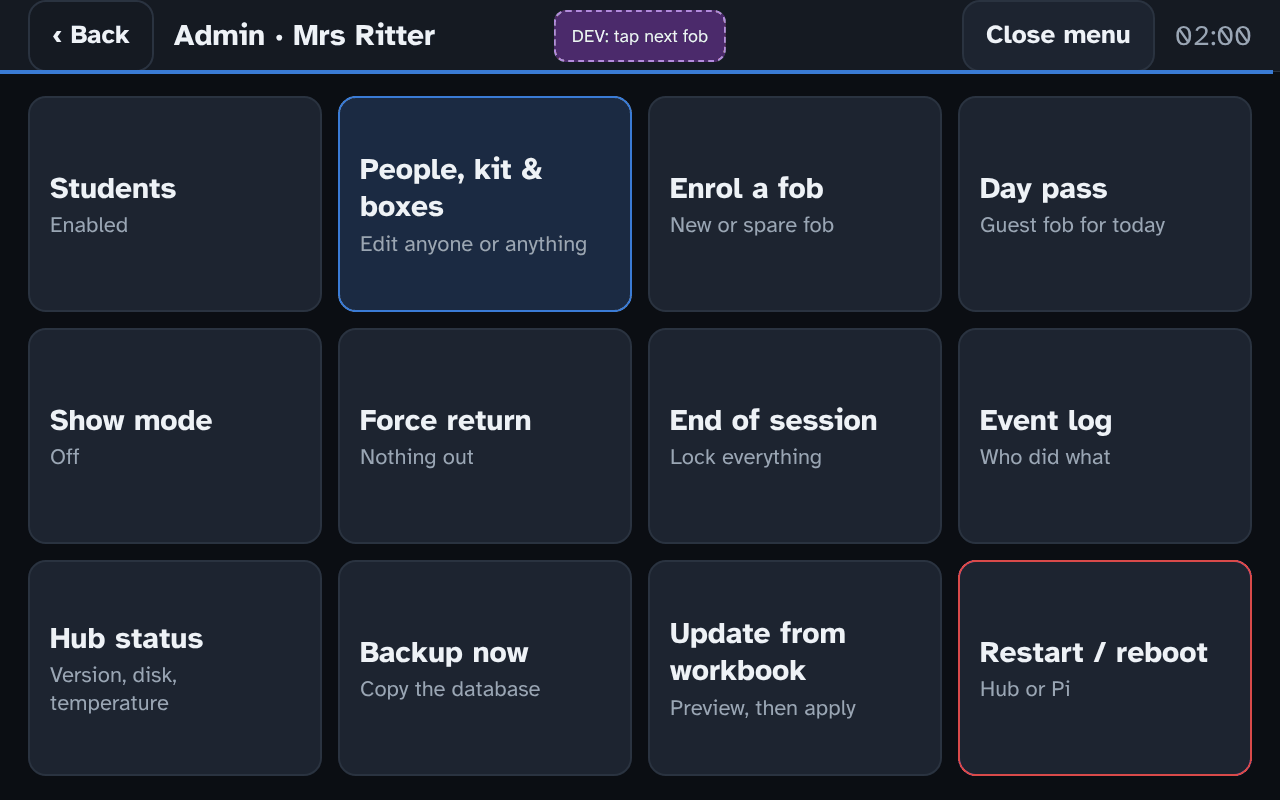 ‹ Back
Admin · Mrs Ritter
DEV: tap next fob
Close menu
02:00
Students
Enabled
People, kit &
boxes
Edit anyone or anything
Enrol a fob
New or spare fob
Day pass
Guest fob for today
Show mode
Off
Force return
Nothing out
End of session
Lock everything
Event log
Who did what
Hub status
Version, disk,
temperature
Backup now
Copy the database
Update from
workbook
Preview, then apply
Restart / reboot
Hub or Pi